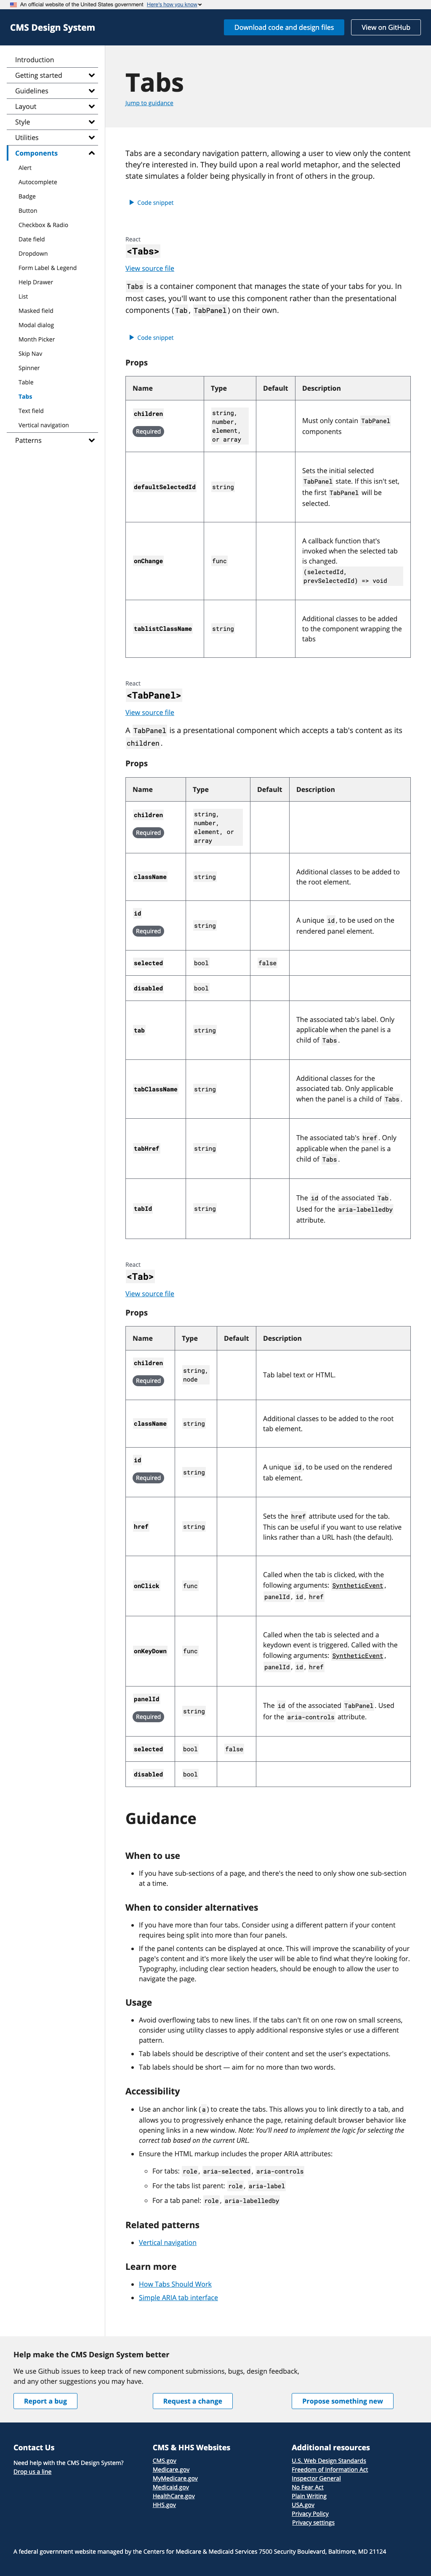 An official website of the United States government Here's how you know
CMS Design System
Download code and design files
View on GitHub
Introduction
Getting started
Guidelines
Layout
Style
Utilities
Components
Alert
Autocomplete
Badge
Button
Checkbox & Radio
Date field
Dropdown
Form Label & Legend
Help Drawer
List
Masked field
Modal dialog
Month Picker
Skip Nav
Spinner
Table
Tabs
Text field
Vertical navigation
Patterns
Tabs
Jump to guidance
Tabs are a secondary navigation pattern, allowing a user to view only the content
they're interested in. They build upon a real world metaphor, and the selected
state simulates a folder being physically in front of others in the group.
Code snippet
React
<Tabs>
View source file
Tabs is a container component that manages the state of your tabs for you. In
most cases, you'll want to use this component rather than the presentational
components (Tab, TabPanel) on their own.
Code snippet
Props
Name Type Default Description
children
Required
string,
number,
element,
or array
Must only contain TabPanel
components
defaultSelectedId
string
Sets the initial selected
TabPanel state. If this isn't set,
the first TabPanel will be
selected.
onChange
func
A callback function that's
invoked when the selected tab
is changed.
(selectedId,
prevSelectedId) => void
tablistClassName
string
Additional classes to be added
to the component wrapping the
tabs
React
<TabPanel>
View source file
A TabPanel is a presentational component which accepts a tab's content as its
children.
Props
Name Type Default Description
children
Required
string,
number,
element, or
array
className
string
Additional classes to be added to
the root element.
id
Required
string
A unique id, to be used on the
rendered panel element.
selected bool false
disabled bool
tab
string
The associated tab's label. Only
applicable when the panel is a
child of Tabs.
tabClassName
string
Additional classes for the
associated tab. Only applicable
when the panel is a child of Tabs.
tabHref
string
The associated tab's href. Only
applicable when the panel is a
child of Tabs.
tabId
string
The id of the associated Tab.
Used for the aria-labelledby
attribute.
React
<Tab>
View source file
Props
Name Type Default Description
children
Required
string,
node
Tab label text or HTML.
className
string
Additional classes to be added to the root
tab element.
id
Required
string
A unique id, to be used on the rendered
tab element.
href
string
Sets the href attribute used for the tab.
This can be useful if you want to use relative
links rather than a URL hash (the default).
onClick
func
Called when the tab is clicked, with the
following arguments: SyntheticEvent,
panelId, id, href
onKeyDown
func
Called when the tab is selected and a
keydown event is triggered. Called with the
following arguments: SyntheticEvent,
panelId, id, href
panelId
Required
string
The id of the associated TabPanel. Used
for the aria-controls attribute.
selected bool false
disabled bool
Guidance
When to use
• If you have sub-sections of a page, and there's the need to only show one sub-section
at a time.
When to consider alternatives
• If you have more than four tabs. Consider using a different pattern if your content
requires being split into more than four panels.
• If the panel contents can be displayed at once. This will improve the scanability of your
page's content and it's more likely the user will be able to find what they're looking for.
Typography, including clear section headers, should be enough to allow the user to
navigate the page.
Usage
• Avoid overflowing tabs to new lines. If the tabs can't fit on one row on small screens,
consider using utility classes to apply additional responsive styles or use a different
pattern.
• Tab labels should be descriptive of their content and set the user's expectations.
• Tab labels should be short — aim for no more than two words.
Accessibility
• Use an anchor link (a) to create the tabs. This allows you to link directly to a tab, and
allows you to progressively enhance the page, retaining default browser behavior like
opening links in a new window. Note: You'll need to implement the logic for selecting the
correct tab based on the current URL.
• Ensure the HTML markup includes the proper ARIA attributes:
◦ For tabs: role, aria-selected, aria-controls
◦ For the tabs list parent: role, aria-label
◦ For a tab panel: role, aria-labelledby
Related patterns
• Vertical navigation
Learn more
• How Tabs Should Work
• Simple ARIA tab interface
Help make the CMS Design System better
We use Github issues to keep track of new component submissions, bugs, design feedback,
and any other suggestions you may have.
Report a bug
Request a change
Propose something new
Contact Us
Need help with the CMS Design System?
Drop us a line
CMS & HHS Websites
CMS.gov
Medicare.gov
MyMedicare.gov
Medicaid.gov
HealthCare.gov
HHS.gov
Additional resources
U.S. Web Design Standards
Freedom of Information Act
Inspector General
No Fear Act
Plain Writing
USA.gov
Privacy Policy
Privacy settings
A federal government website managed by the Centers for Medicare & Medicaid Services 7500 Security Boulevard, Baltimore, MD 21124